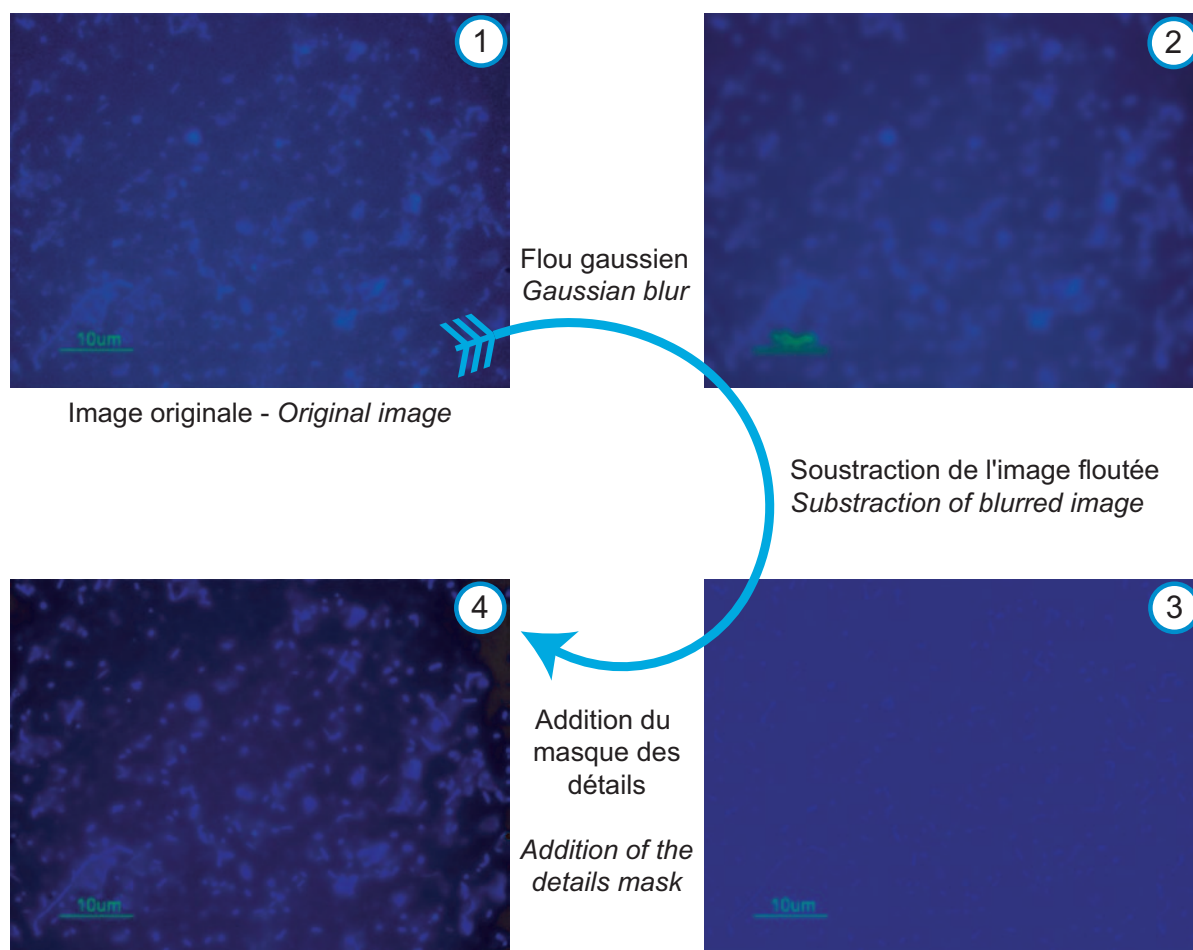 1
2
10um
Flou gaussien
Gaussian blur
Image originale - Original image
Soustraction de l'image floutée
Substraction of blurred image
4
3
Addition du
masque des
détails
Addition of the
details mask
10um
10um